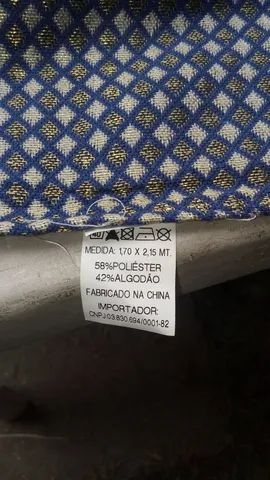 MEDIDA: 1,70 X 2,15 MT.
58%POLIÉSTER
42%ALGODÃO
FABRICADO NA CHINA
IMPORTADOR:
CNPJ.03.830.694/0001-82